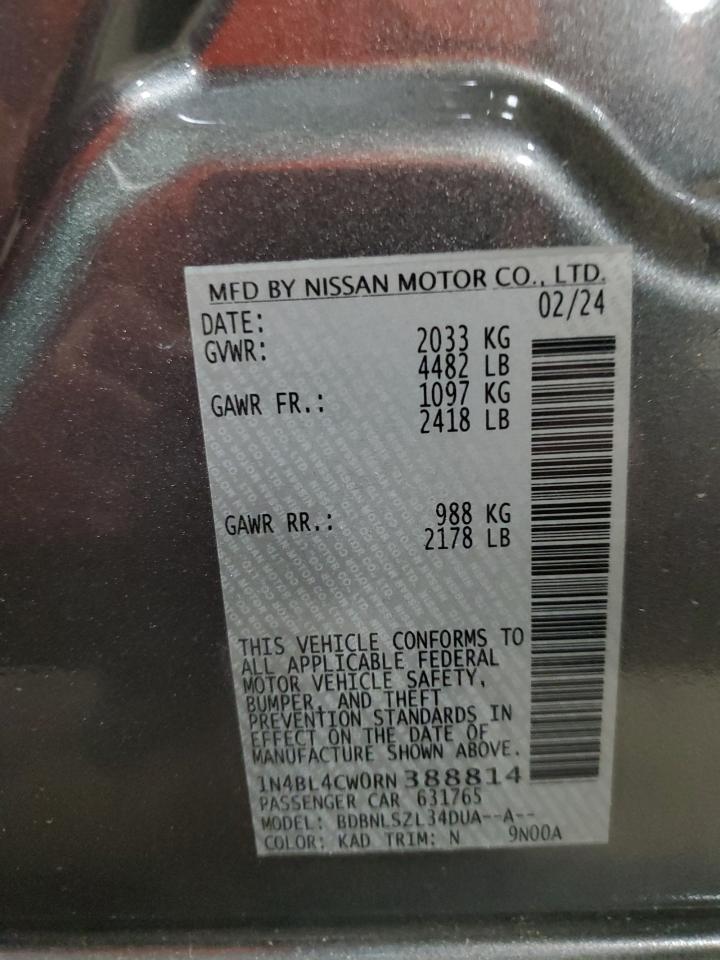 MFD BY NISSAN MOTOR CO., LTD.
DATE: 02/24
GVWR: 2033 KG
4482 LB
GAWR FR.: 1097 KG
2418 LB
GAWR RR.: 988 KG
2178 LB
THIS VEHICLE CONFORMS TO
ALL APPLICABLE FEDERAL
MOTOR VEHICLE SAFETY,
BUMPER, AND THEFT
PREVENTION STANDARDS IN
EFFECT ON THE DATE OF
MANUFACTURE SHOWN ABOVE.
1N4BL4CW0RN388814
PASSENGER CAR 631765
MODEL: BDBNLSZL34DUA--A--
COLOR: KAD TRIM: N 9N00A